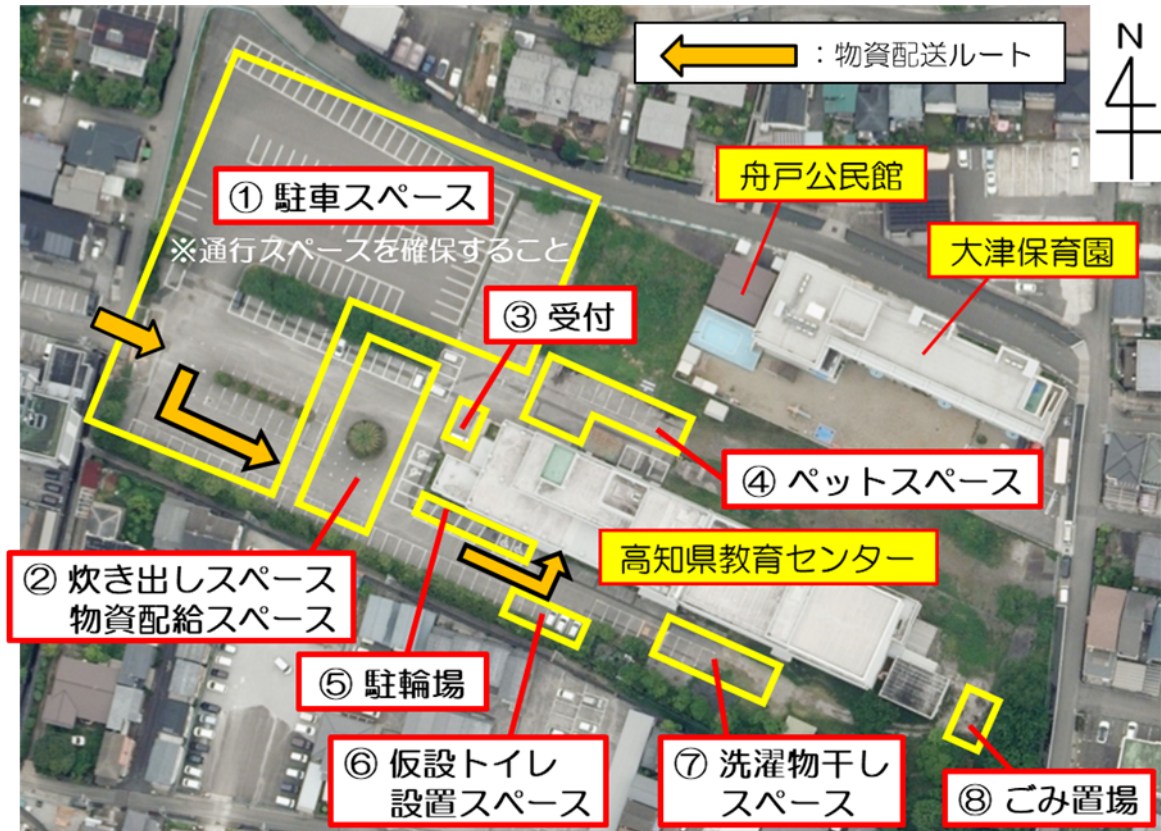 ：物資配送ルート
N
① 駐車スペース
※通行スペースを確保すること
舟戸公民館
大津保育園
③ 受付
④ ペットスペース
高知県教育センター
② 炊き出しスペース
物資配給スペース
⑤ 駐輪場
⑥ 仮設トイレ
設置スペース
⑦ 洗濯物干し
スペース
⑧ ごみ置場